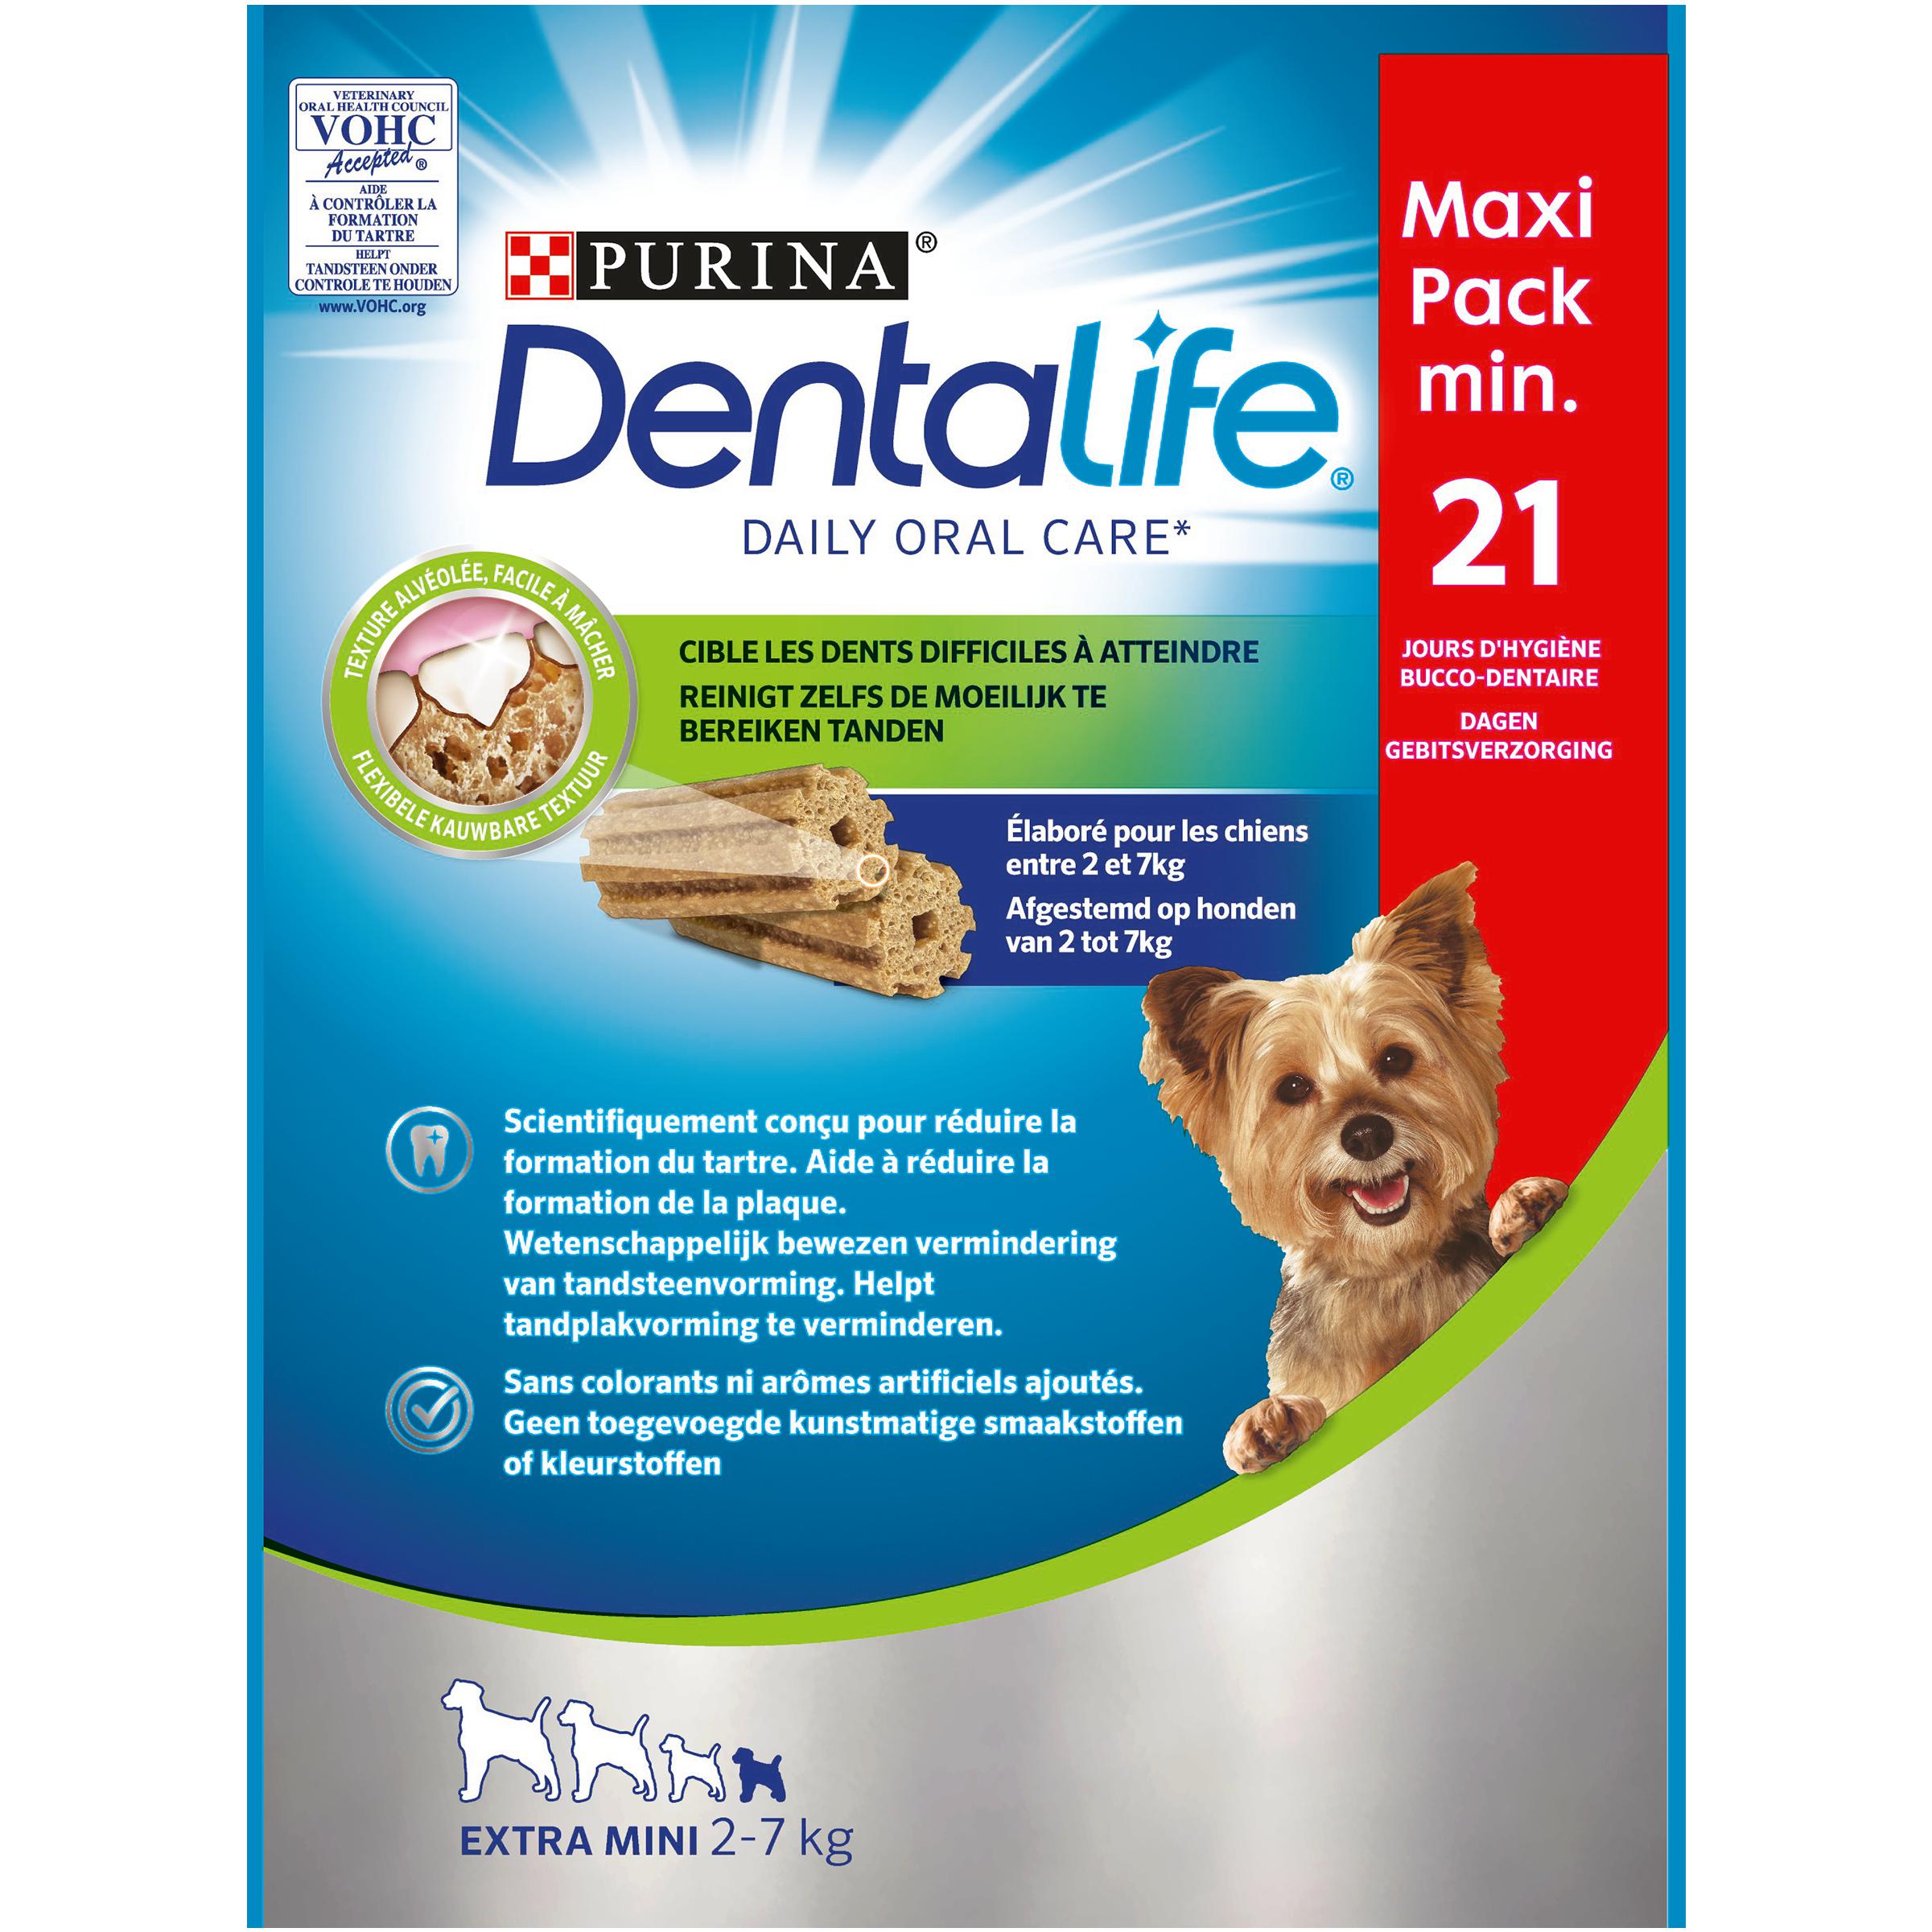 VETERINARY
ORAL HEALTH COUNCIL
VOHC
Accepted®
AIDE
À CONTRÔLER LA
FORMATION
DU TARTRE
HELPT
TANDSTEEN ONDER
CONTROLE TE HOUDEN
www.VOHC.org
PURINA®
Dentalife®
DAILY ORAL CARE*
Maxi
Pack
min.
21
JOURS D'HYGIÈNE
BUCCO-DENTAIRE
DAGEN
GEBITSVERZORGING
TEXTURE ALVÉOLÉE, FACILE À MÂCHER
FLEXIBELE KAUWBARE TEXTUUR
CIBLE LES DENTS DIFFICILES À ATTEINDRE
REINIGT ZELFS DE MOEILIJK TE
BEREIKEN TANDEN
Élaboré pour les chiens
entre 2 et 7kg
Afgestemd op honden
van 2 tot 7kg
Scientifiquement conçu pour réduire la
formation du tartre. Aide à réduire la
formation de la plaque.
Wetenschappelijk bewezen vermindering
van tandsteenvorming. Helpt
tandplakvorming te verminderen.
Sans colorants ni arômes artificiels ajoutés.
Geen toegevoegde kunstmatige smaakstoffen
of kleurstoffen
EXTRA MINI 2-7 kg